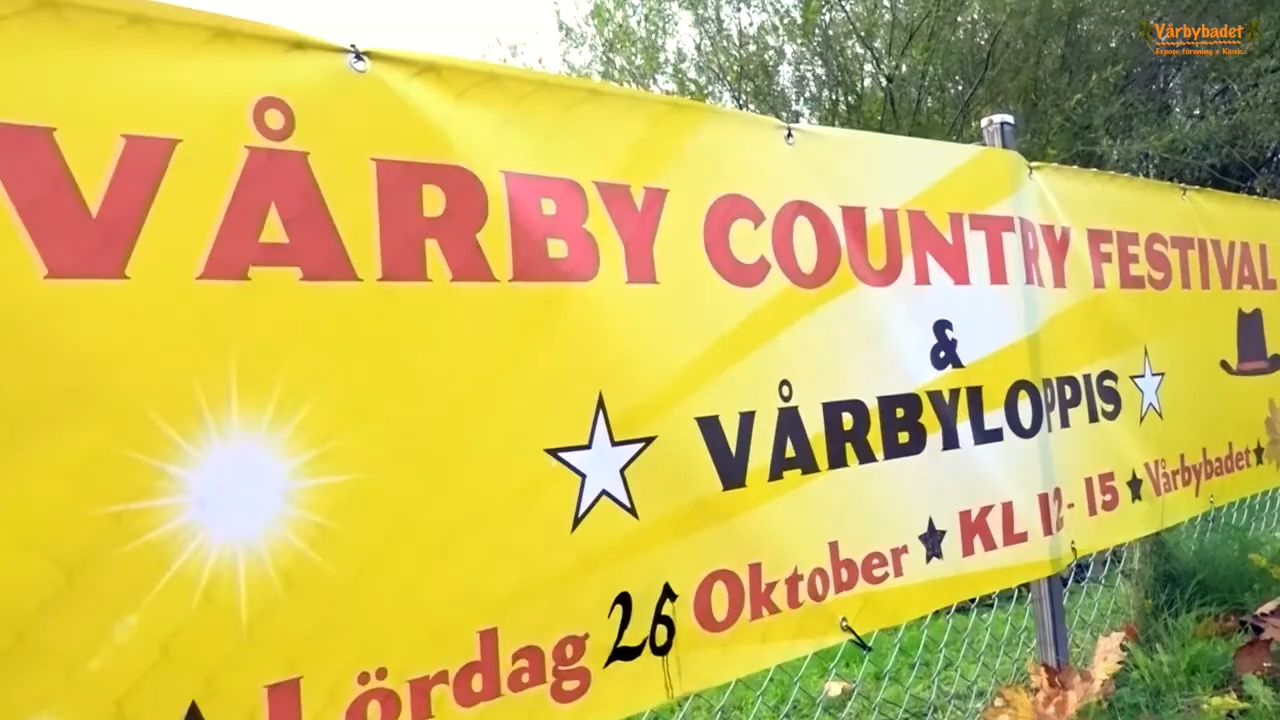 Vårbybadet
Expose förening + Kiosk
VÅRBY COUNTRY FESTIVAL
&
VÅRBYLOPPIS
Lördag 26 Oktober KL 12-15 Vårbybadet